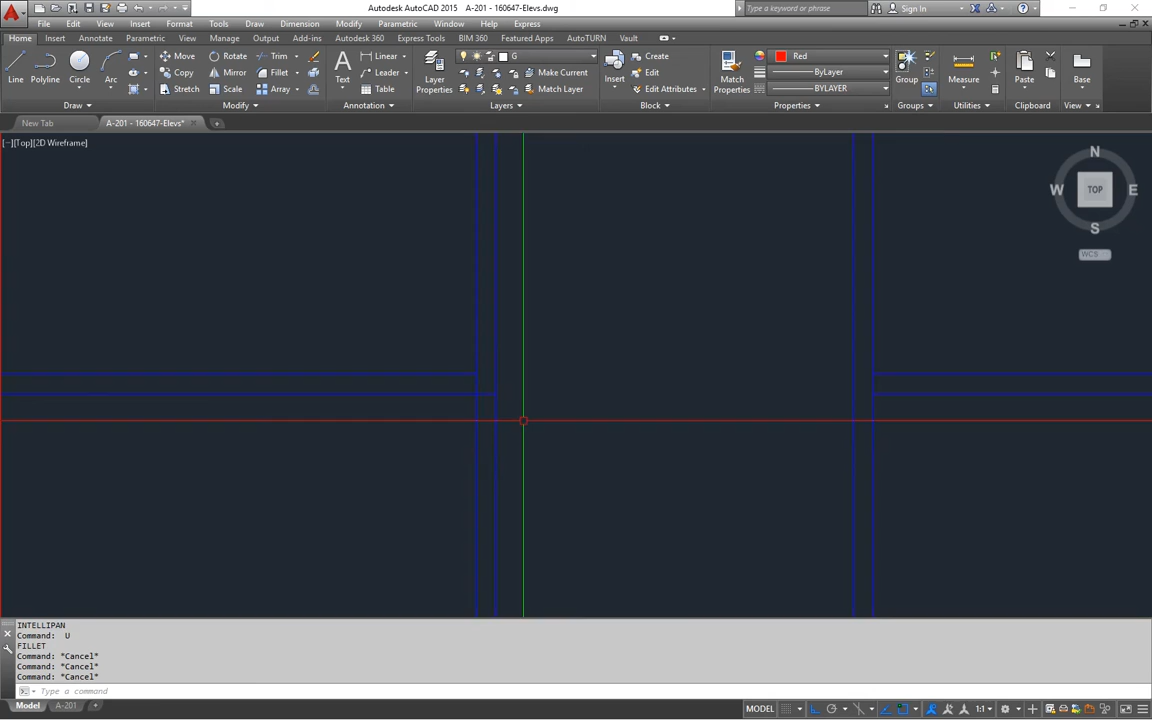 Autodesk AutoCAD 2015 A-201 - 160647-Elevs.dwg
Type a keyword or phrase
Sign In
File Edit View Insert Format Tools Draw Dimension Modify Parametric Window Help Express
Home Insert Annotate Parametric View Manage Output Add-ins Autodesk 360 Express Tools BIM 360 Featured Apps AutoTURN Vault
Line Polyline Circle Arc
Draw
Move Rotate Trim
Copy Mirror Fillet
Stretch Scale Array
Modify
Text
Linear
Leader
Table
Annotation
Layer Properties
G
Make Current
Match Layer
Layers
Insert
Create
Edit
Edit Attributes
Block
Match Properties
Red
ByLayer
BYLAYER
Properties
Group
Groups
Measure
Utilities
Paste
Clipboard
Base
View
New Tab A-201 - 160647-Elevs*
[−][Top][2D Wireframe]
N
W TOP E
S
WCS
INTELLIPAN
Command: U
FILLET
Command: *Cancel*
Command: *Cancel*
Command: *Cancel*
Type a command
Model A-201
MODEL 1:1